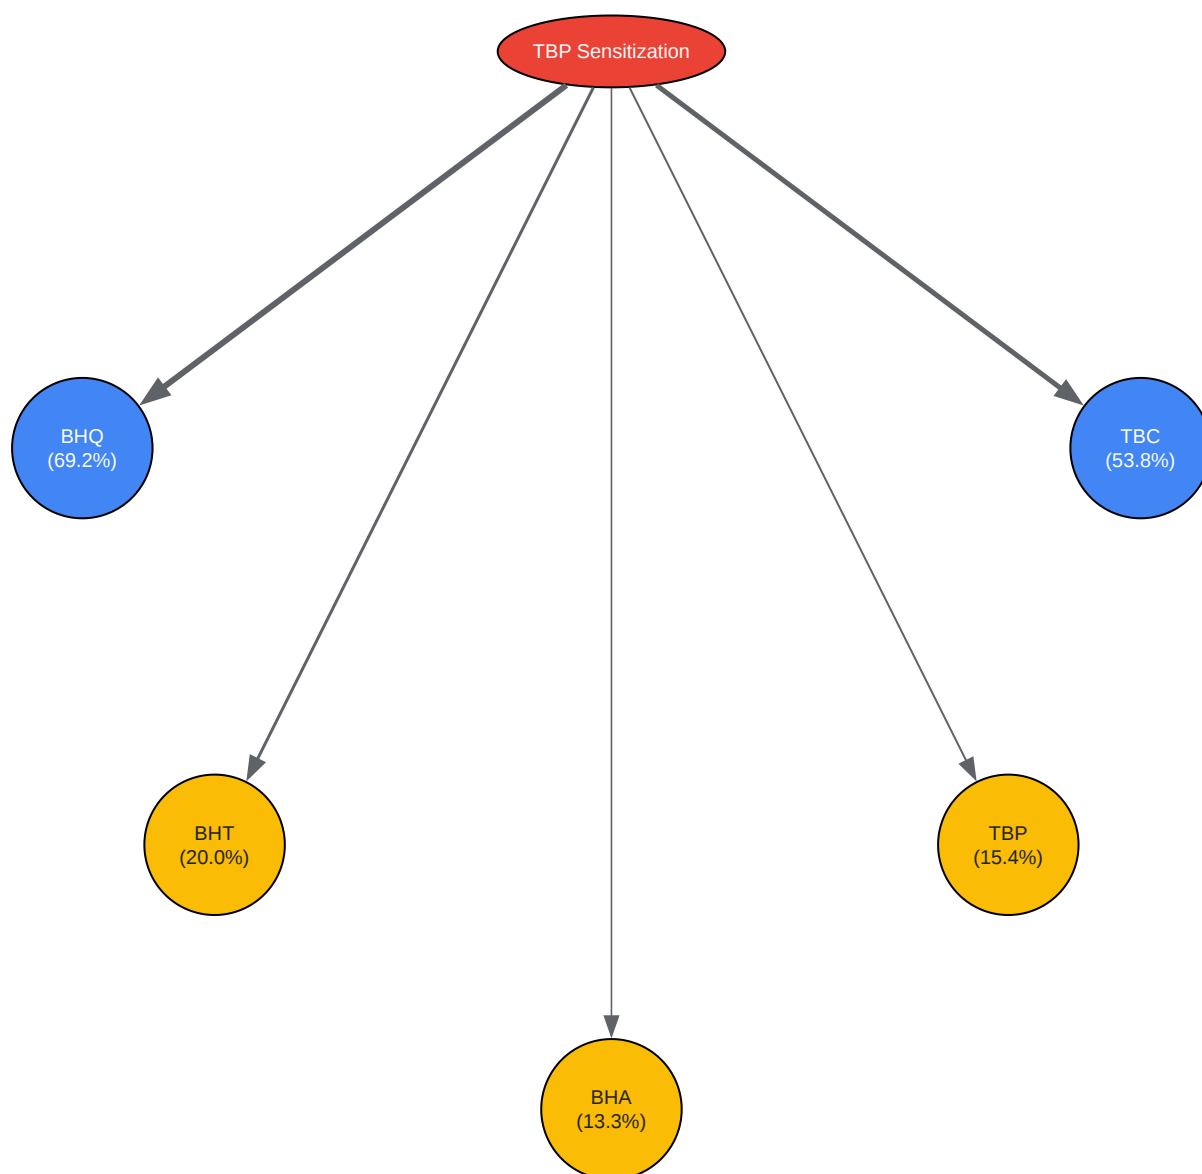 TBP Sensitization
BHQ
(69.2%)
TBC
(53.8%)
BHT
(20.0%)
TBP
(15.4%)
BHA
(13.3%)